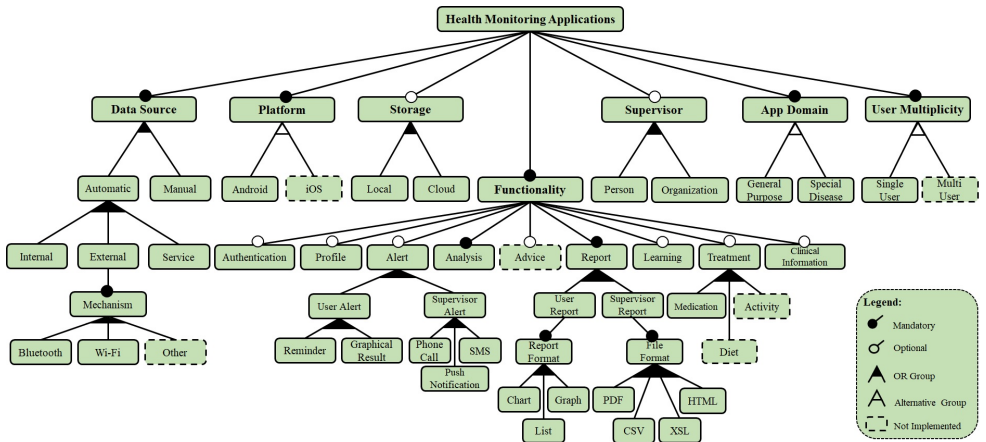 Health Monitoring Applications
Data Source
Platform
Storage
Supervisor
App Domain
User Multiplicity
Automatic
Manual
Android
iOS
Local
Cloud
Functionality
Person
Organization
General
Purpose
Special
Disease
Single
User
Multi
User
Internal
External
Service
Authentication
Profile
Alert
Analysis
Advice
Report
Learning
Treatment
Clinical
Information
Mechanism
User Alert
Supervisor
Alert
User
Report
Supervisor
Report
Medication
Activity
Bluetooth
Wi-Fi
Other
Reminder
Graphical
Result
Phone
Call
SMS
Push
Notification
Report
Format
File
Format
Diet
Chart
Graph
List
PDF
HTML
CSV
XSL
Legend:
Mandatory
Optional
OR Group
Alternative Group
Not Implemented